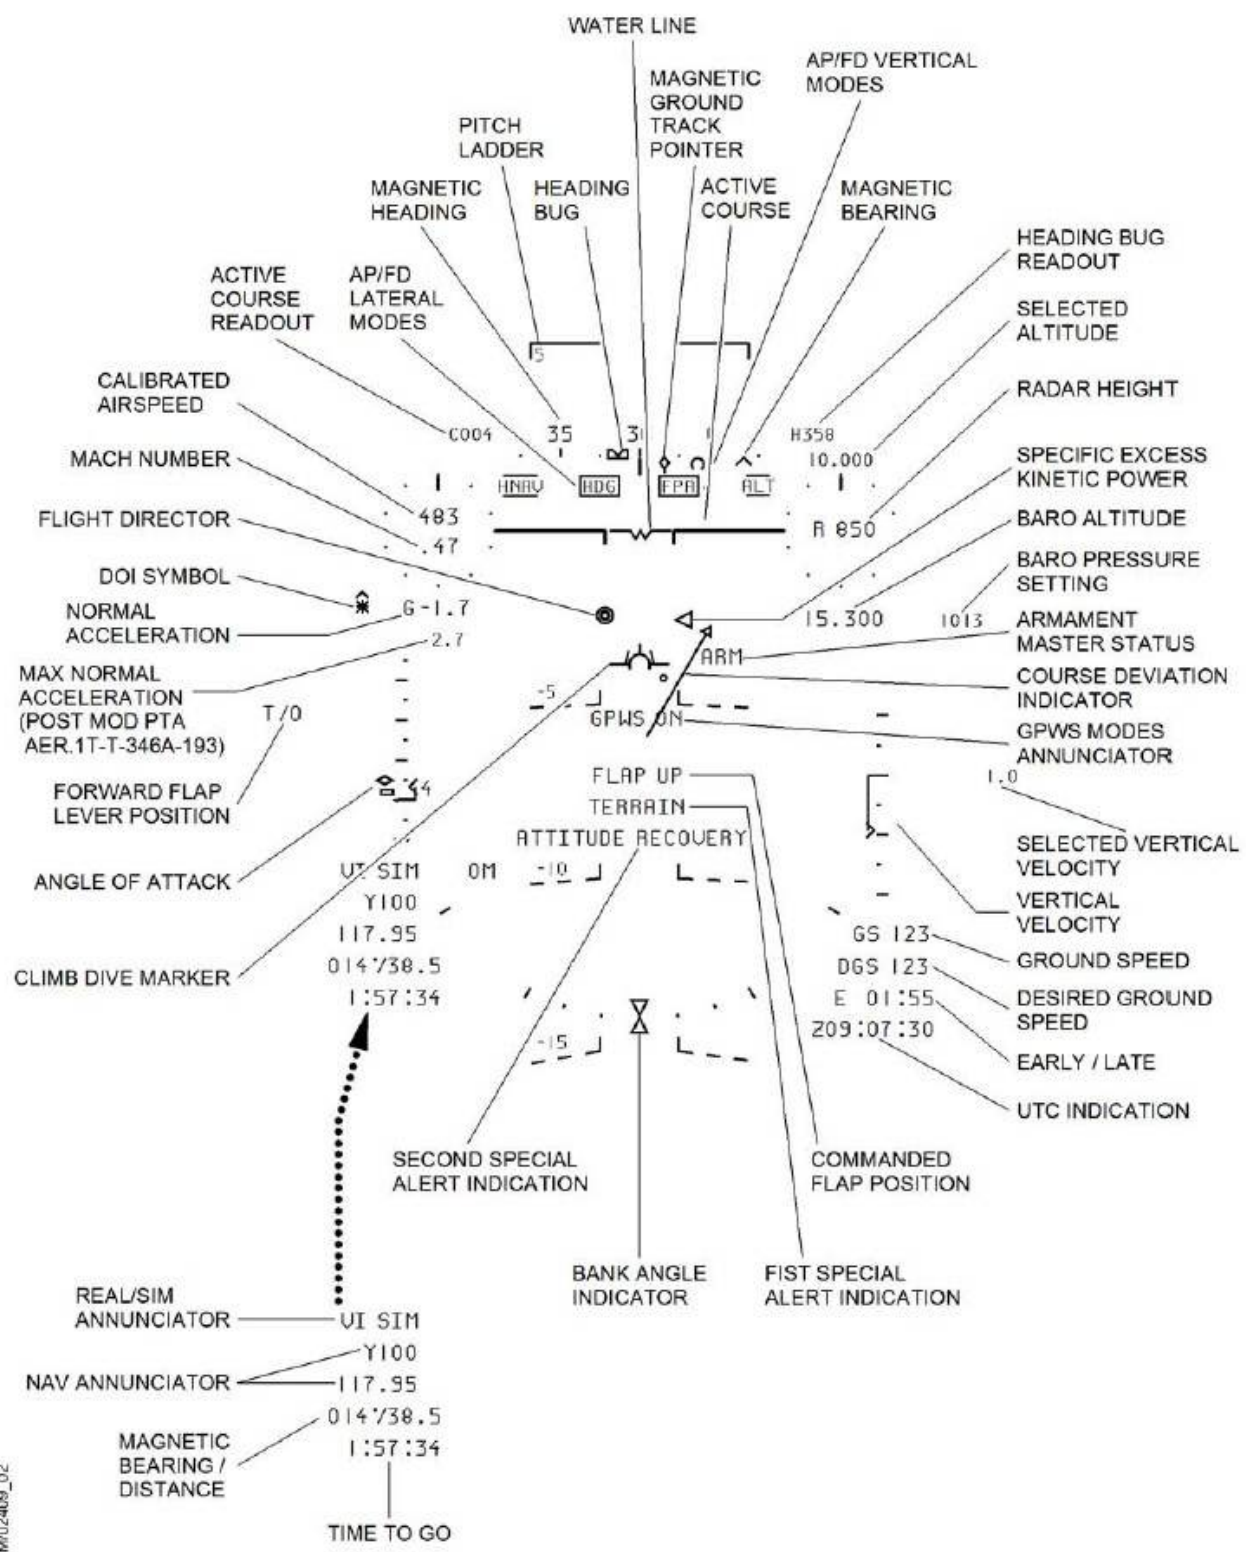 WATER LINE
AP/FD VERTICAL
MODES
MAGNETIC
GROUND
TRACK
POINTER
PITCH
LADDER
MAGNETIC
HEADING
HEADING
BUG
ACTIVE
COURSE
MAGNETIC
BEARING
HEADING BUG
READOUT
ACTIVE
COURSE
READOUT
AP/FD
LATERAL
MODES
SELECTED
ALTITUDE
5
CALIBRATED
AIRSPEED
RADAR HEIGHT
C004
35
31
1
H358
MACH NUMBER
10.000
SPECIFIC EXCESS
KINETIC POWER
HNAV
HDG
FPA
ALT
FLIGHT DIRECTOR
483
R 850
BARO ALTITUDE
.47
DOI SYMBOL
BARO PRESSURE
SETTING
NORMAL
ACCELERATION
G -1.7
15.300
1013
ARMAMENT
MASTER STATUS
2.7
ARM
MAX NORMAL
ACCELERATION
(POST MOD PTA
AER.1T-T-346A-193)
COURSE DEVIATION
INDICATOR
-5
T/O
GPWS ON
GPWS MODES
ANNUNCIATOR
FORWARD FLAP
LEVER POSITION
44
FLAP UP
1.0
TERRAIN
ATTITUDE RECOVERY
SELECTED VERTICAL
VELOCITY
ANGLE OF ATTACK
VI SIM
0M
-10
Y100
VERTICAL
VELOCITY
117.95
GS 123
GROUND SPEED
CLIMB DIVE MARKER
014°/38.5
DGS 123
DESIRED GROUND
SPEED
1:57:34
E 01:55
Z09:07:30
-15
EARLY / LATE
UTC INDICATION
SECOND SPECIAL
ALERT INDICATION
COMMANDED
FLAP POSITION
BANK ANGLE
INDICATOR
FIST SPECIAL
ALERT INDICATION
REAL/SIM
ANNUNCIATOR
VI SIM
Y100
NAV ANNUNCIATOR
117.95
014°/38.5
MAGNETIC
BEARING /
DISTANCE
1:57:34
TIME TO GO